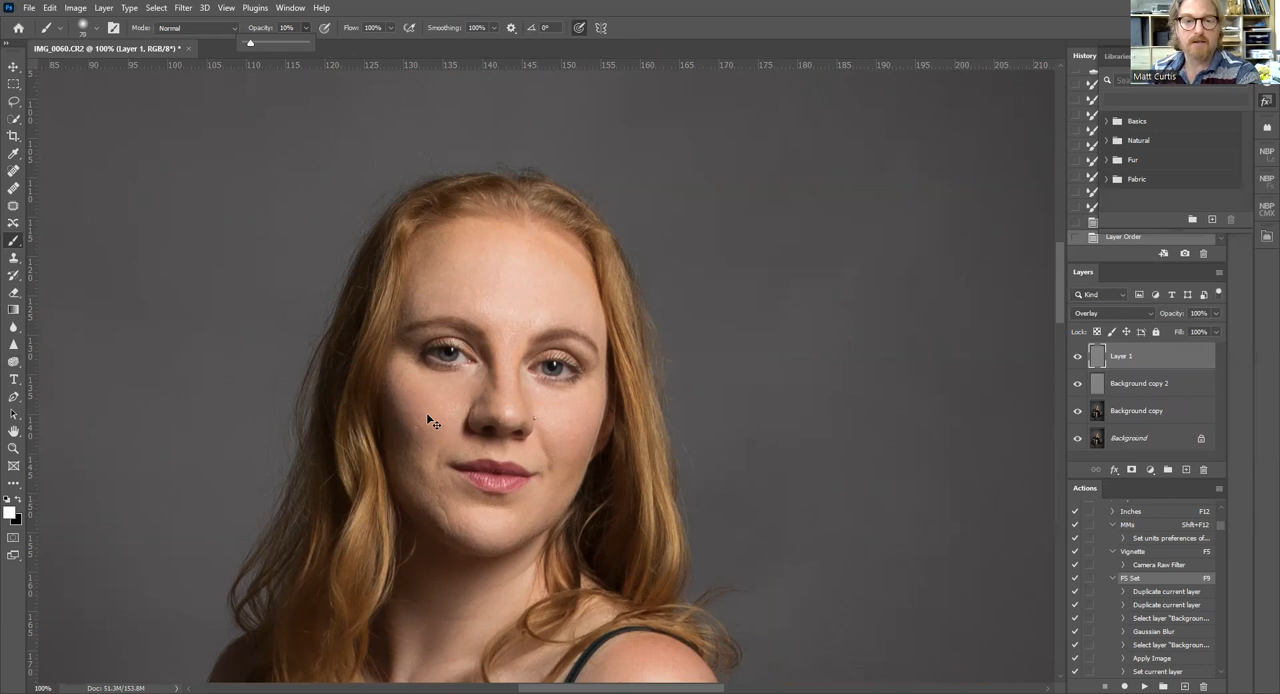 File Edit Image Layer Type Select Filter 3D View Plugins Window Help
Mode: Normal Opacity: 10% Flow: 100% Smoothing: 100% 0°
IMG_0060.CR2 @ 100% (Layer 1, RGB/8*) *
85 90 95 100 105 110 115 120 125 130 135 140 145 150 155 160 165 170 175 180 185 190 195 200 205 210
Matt Curtis
History Libraries
Basics
Natural
Fur
Fabric
NBP
NBP
NBP
CMX
Layer Order
Layers
Kind
Overlay Opacity: 100%
Lock: Fill: 100%
Layer 1
Background copy 2
Background copy
Background
Actions
Inches F12
MMs Shft+F12
Set units preferences of...
Vignette F5
Camera Raw Filter
FS Set F9
Duplicate current layer
Duplicate current layer
Select layer "Backgroun...
Gaussian Blur
Select layer "Backgroun...
Apply Image
Set current layer
100% Doc: 51.3M/153.8M